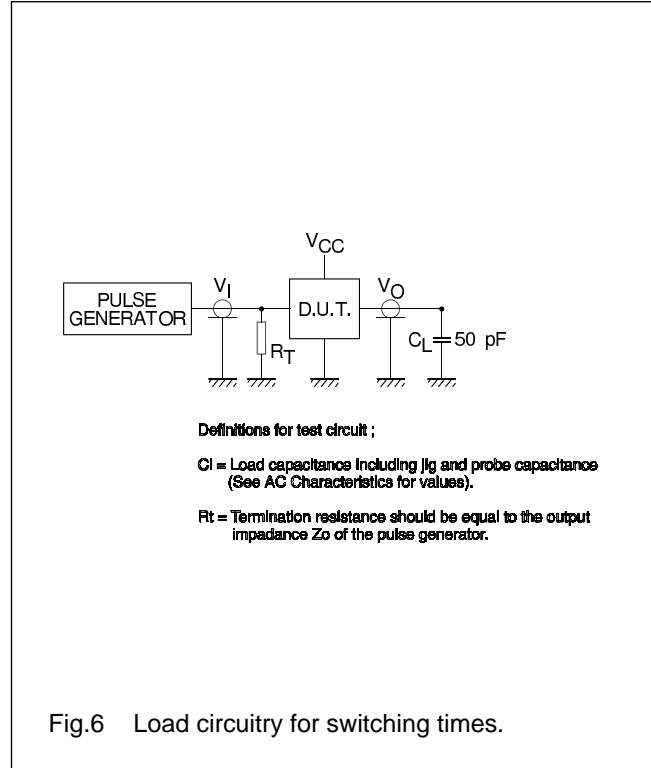 VCC
PULSE
GENERATOR
VI
D.U.T.
VO
RT
CL
50 pF
Definitions for test circuit ;
Cl = Load capacitance including jig and probe capacitance
(See AC Characteristics for values).
Rt = Termination resistance should be equal to the output
impadance Zo of the pulse generator.
Fig.6 Load circuitry for switching times.